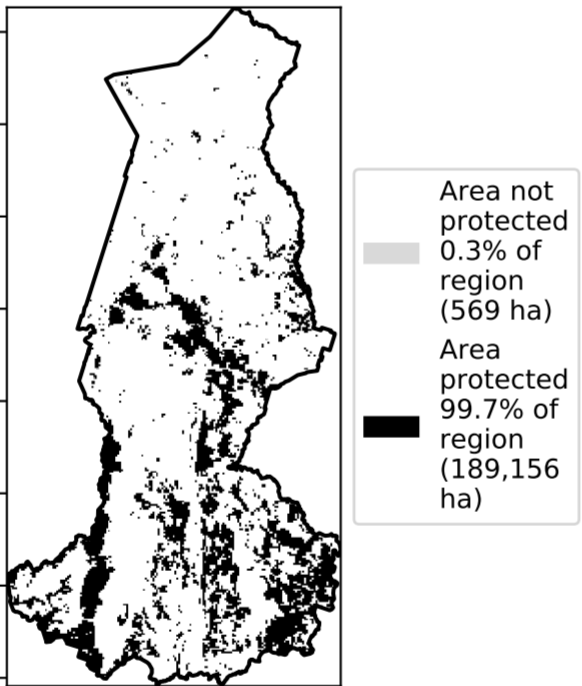 Area not
protected
0.3% of
region
(569 ha)
Area
protected
99.7% of
region
(189,156
ha)